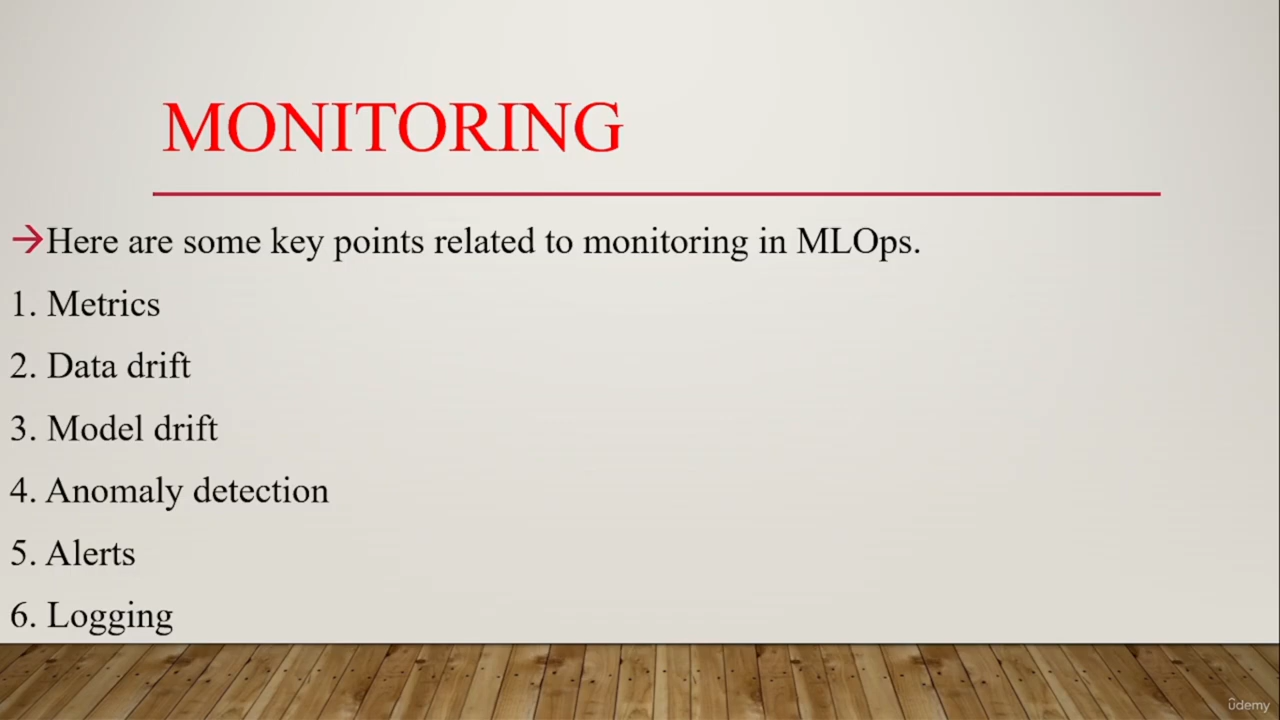 MONITORING
→Here are some key points related to monitoring in MLOps.
1. Metrics
2. Data drift
3. Model drift
4. Anomaly detection
5. Alerts
6. Logging
ûdemy